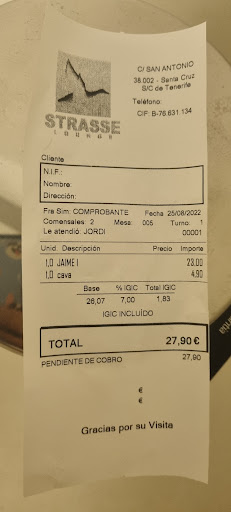 C/ SAN ANTONIO
38.002 - Santa Cruz
S/C de Tenerife
Teléfono:
CIF: B-76.631.134
STRASSE
LOUNGE
Cliente
N.I.F.:
Nombre:
Dirección:
Fra Sim: COMPROBANTE Fecha 25/08/2022
Comensales: 2 Mesa: 005 Turno: 1
Le atendió: JORDI 00001
Unid. Descripción Precio Importe
1,0 JAIME I 23,00
1,0 cava 4,90
Base % IGIC Total IGIC
26,07 7,00 1,83
IGIC INCLUÍDO
TOTAL 27,90 €
PENDIENTE DE COBRO 27,90
€
€
Gracias por su Visita